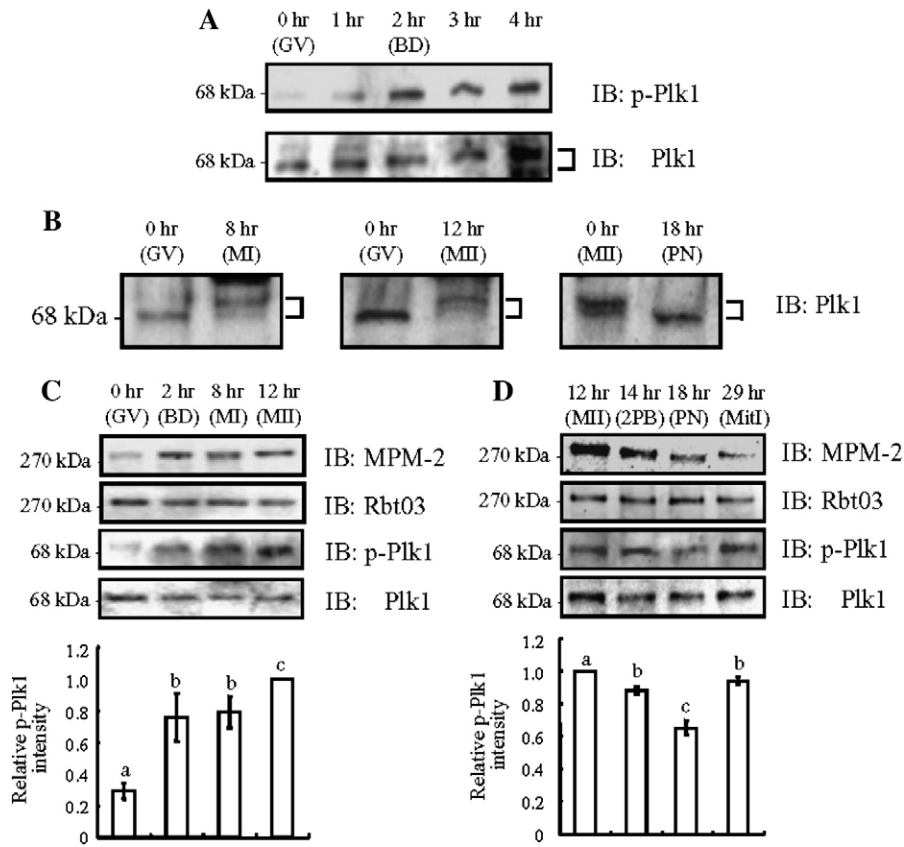 A
0 hr 1 hr 2 hr 3 hr 4 hr
(GV) (BD)
68 kDa IB: p-Plk1
68 kDa IB: Plk1
B
0 hr 8 hr 0 hr 12 hr 0 hr 18 hr
(GV) (MI) (GV) (MII) (MII) (PN)
68 kDa IB: Plk1
C
0 hr 2 hr 8 hr 12 hr
(GV) (BD) (MI) (MII)
270 kDa IB: MPM-2
270 kDa IB: Rbt03
68 kDa IB: p-Plk1
68 kDa IB: Plk1
Relative p-Plk1
intensity
1.2
1.0
0.8
0.6
0.4
0.2
0
a b b c
D
12 hr 14 hr 18 hr 29 hr
(MII) (2PB) (PN) (MitI)
270 kDa IB: MPM-2
270 kDa IB: Rbt03
68 kDa IB: p-Plk1
68 kDa IB: Plk1
Relative p-Plk1
intensity
1.2
1.0
0.8
0.6
0.4
0.2
0
a b c b